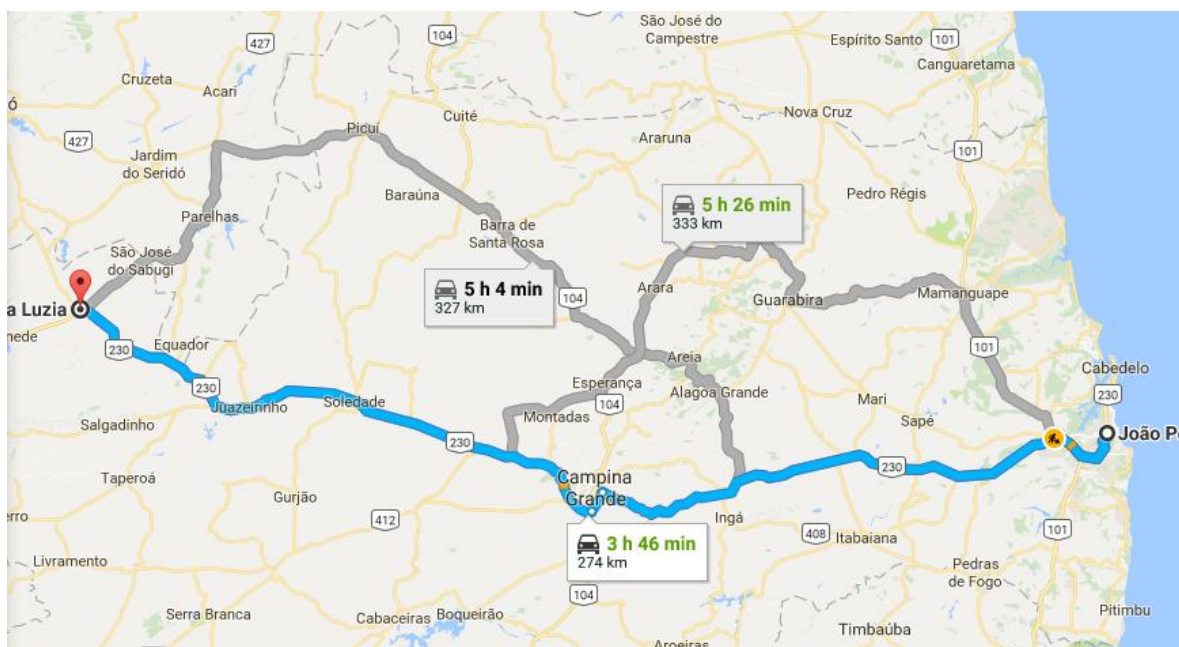 São José do
Campestre
Espírito Santo
101
Canguaretama
104
427
427
Cruzeta
Acari
Cuité
Picuí
Araruna
Nova Cruz
427
Jardim
do Seridó
101
Baraúna
Pedro Régis
5 h 26 min
333 km
Parelhas
Barra de
Santa Rosa
São José
do Sabugi
5 h 4 min
327 km
104
Arara
Guarabira
Mamanguape
a Luzia
nede
230
Equador
101
Areia
Cabedelo
230
230
Esperança
104
Alagoa Grande
Juazeirinho
Soledade
Montadas
Mari
Sapé
Salgadinho
230
João Pe
230
Taperoá
Campina
Grande
Gurjão
412
Ingá
408
Itabaiana
101
3 h 46 min
274 km
erro
Livramento
Pedras
de Fogo
104
Serra Branca
Cabaceiras
Boqueirão
Pitimbu
Timbaúba
Aroeiras